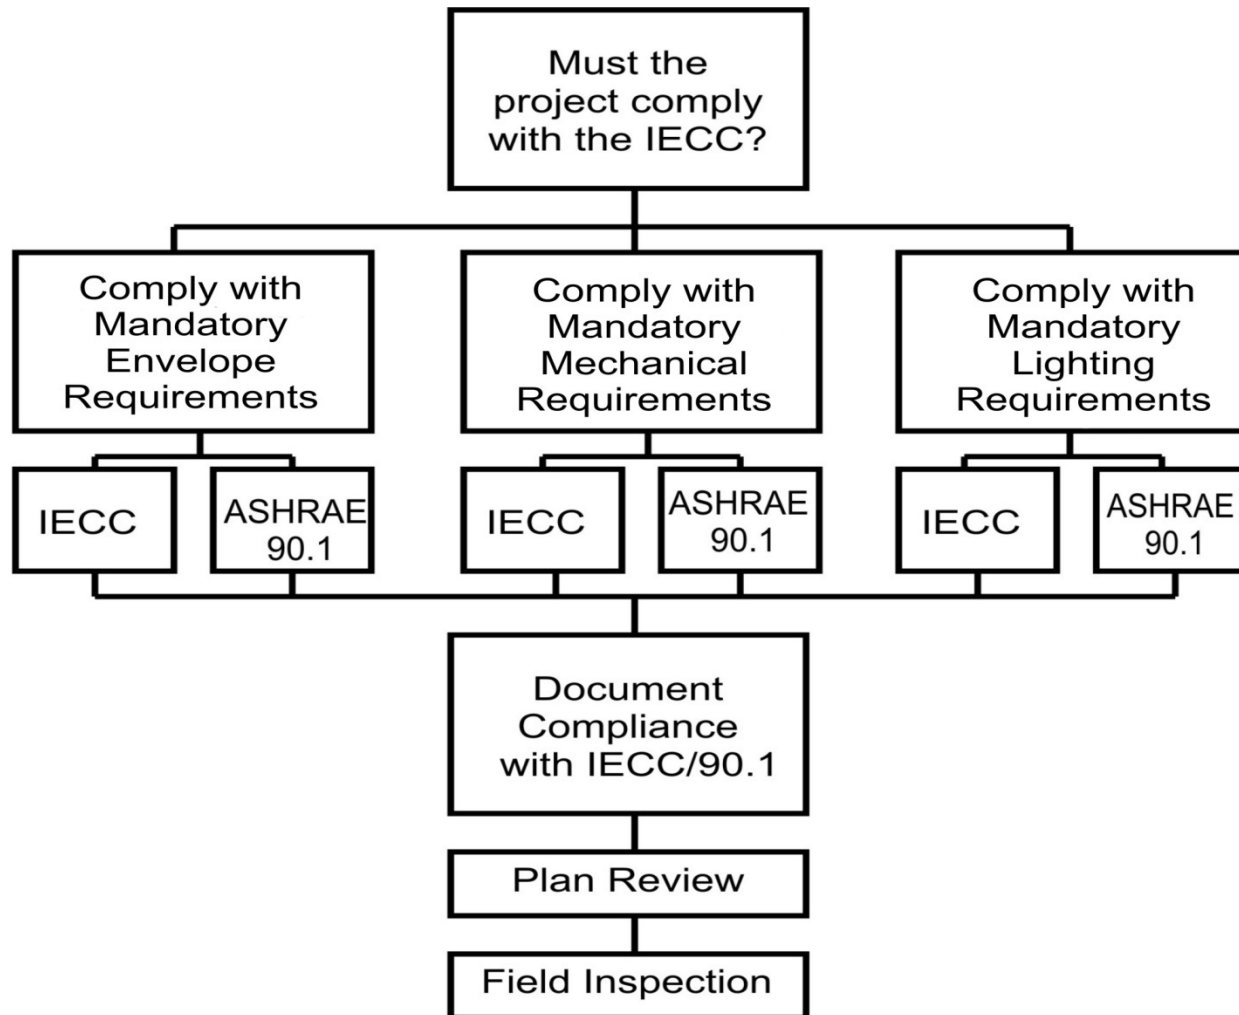 Must the
project comply
with the IECC?
Comply with
Mandatory
Envelope
Requirements
Comply with
Mandatory
Mechanical
Requirements
Comply with
Mandatory
Lighting
Requirements
IECC
ASHRAE
90.1
IECC
ASHRAE
90.1
IECC
ASHRAE
90.1
Document
Compliance
with IECC/90.1
Plan Review
Field Inspection